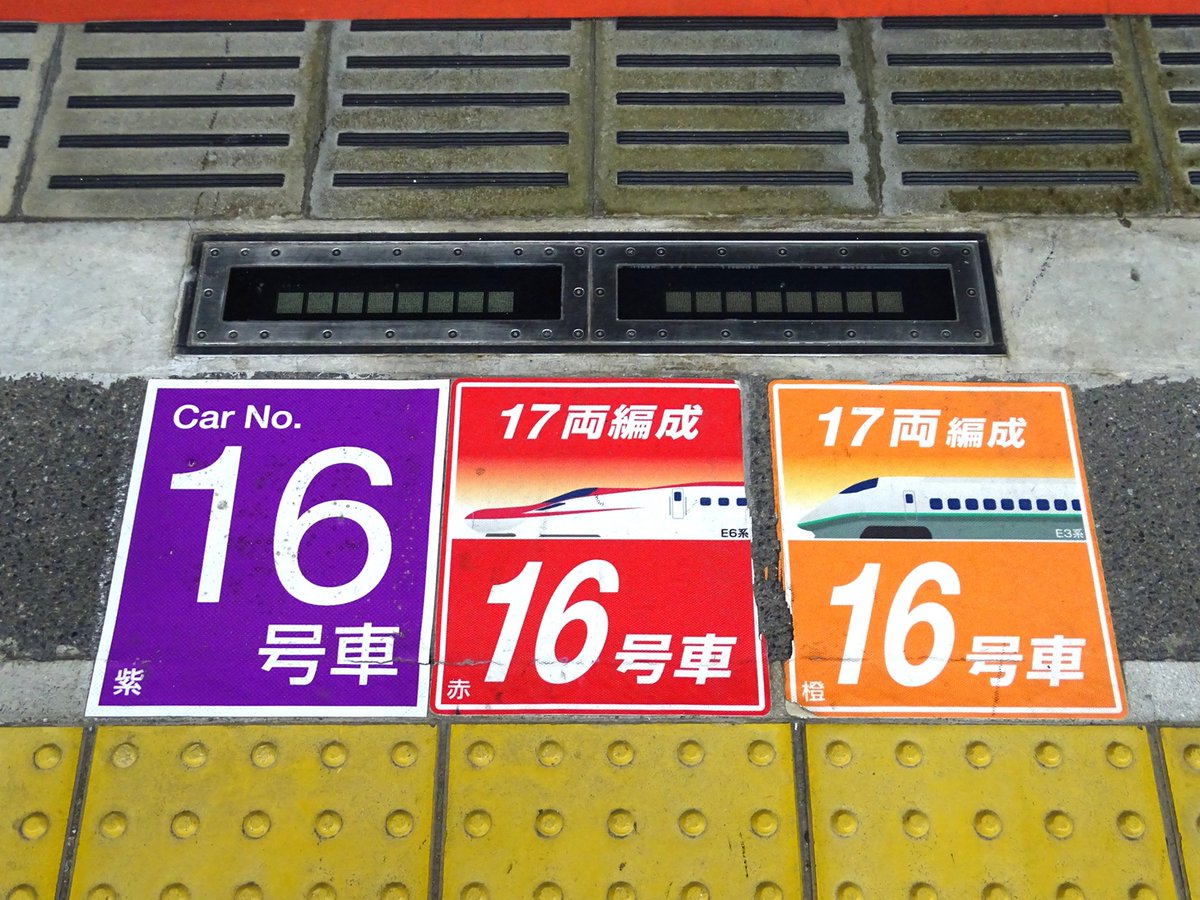 Car No.
16
号車
紫
17両編成
E6系
16号車
赤
17両編成
E3系
16号車
橙